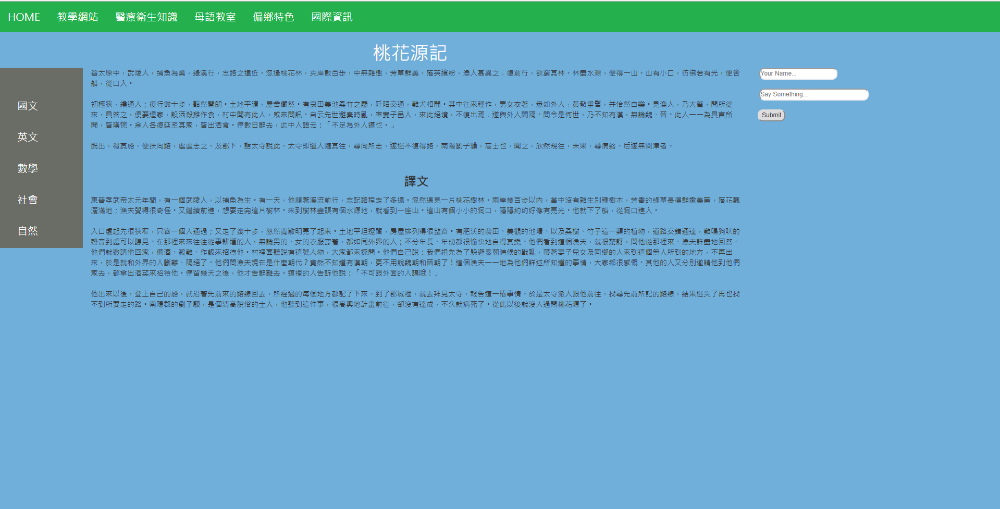 HOME 教學網站 醫療衛生知識 母語教室 偏鄉特色 國際資訊
桃花源記
國文
英文
數學
社會
自然
晉太原中，武陵人，捕魚為業，緣溪行，忘路之遠近。忽逢桃花林，夾岸數百步，中無雜樹，芳草鮮美，落英繽紛，漁人甚異之﹔復前行，欲窮其林。林盡水源，便得一山。山有小口，彷彿若有光，便舍
船，從口入。
初極狹，纔通人；復行數十步，豁然開朗。土地平曠，屋舍儼然。有良田美池桑竹之屬，阡陌交通，雞犬相聞。其中往來種作，男女衣著，悉如外人﹔黃發垂髫，并怡然自樂。見漁人，乃大驚，問所從
來，具答之，便要還家，設酒殺雞作食，村中聞有此人，咸來問訊。自云先世避秦時亂，率妻子邑人，來此絕境，不復出焉﹔遂與外人間隔。問今是何世，乃不知有漢，無論魏、晉。此人一一為具言所
聞，皆嘆惋。余人各復延至其家，皆出酒食。停數日辭去，此中人語云：「不足為外人道也。」
既出，得其船，便扶向路，處處志之。及郡下，詣太守說此。太守即遣人隨其往，尋向所志，遂迷不復得路。南陽劉子驥，高士也，聞之，欣然規往，未果，尋病終。后遂無問津者。
譯文
東晉孝武帝太元年間，有一個武陵人，以捕魚為生。有一天，他順著溪流前行，忘記路程走了多遠。忽然遇見一片桃花樹林。兩岸幾百步以內，當中沒有雜生別種樹木，芳香的綠草長得鮮嫩美麗，落花飄
灑滿地；漁夫覺得很奇怪。又繼續前進，想要走完這片樹林。來到樹林盡頭有個水源地，就看到一座山。這山有個小小的洞口，隱隱約約好像有亮光。他就下了船，從洞口進入。
入口處起先很狹窄，只容一個人通過；又走了幾十步，忽然寬敞明亮了起來。土地平坦遼闊，房屋排列得很整齊。有肥沃的農田、美觀的池塘、以及桑樹、竹子這一類的植物，道路交錯通達，雞鳴狗吠的
聲音到處可以聽見。在那裡來來往往從事耕種的人，無論男的、女的衣服穿著，都如同外界的人；不分年長、年幼都很愉快地自得其樂。他們看到這個漁夫，就很驚訝，問他從那裡來。漁夫詳盡地回答。
他們就邀請他回家，備酒、殺雞、作飯來招待他。村裡面聽說有這號人物，大家都來探問。他們自己說：我們祖先為了躲避秦朝時候的戰亂，帶著妻子兒女及同鄉的人來到這個無人所到的地方，不再出
來，於是就和外界的人斷離、隔絕了。他們問漁夫現在是什麼朝代？竟然不知道有漢朝，更不用說魏朝和晉朝了！這個漁夫一一地為他們詳述所知道的事情，大家都很感慨。其他的人又分別邀請他到他們
家去，都拿出酒菜來招待他。停留幾天之後，他才告辭離去。這裡的人告訴他說：「不可跟外面的人講哦！」
他出來以後，登上自己的船，就沿著先前來的路線回去，所經過的每個地方都記了下來。到了郡城裡，就去拜見太守，報告這一樁事情。於是太守派人跟他前往，找尋先前所記的路線，結果迷失了再也找
不到所要走的路。南陽郡的劉子驥，是個清高脫俗的士人，他聽到這件事，很高興地計畫前往，卻沒有達成，不久就病死了。從此以後就沒人過問桃花源了。
Your Name...
Say Something...
Submit